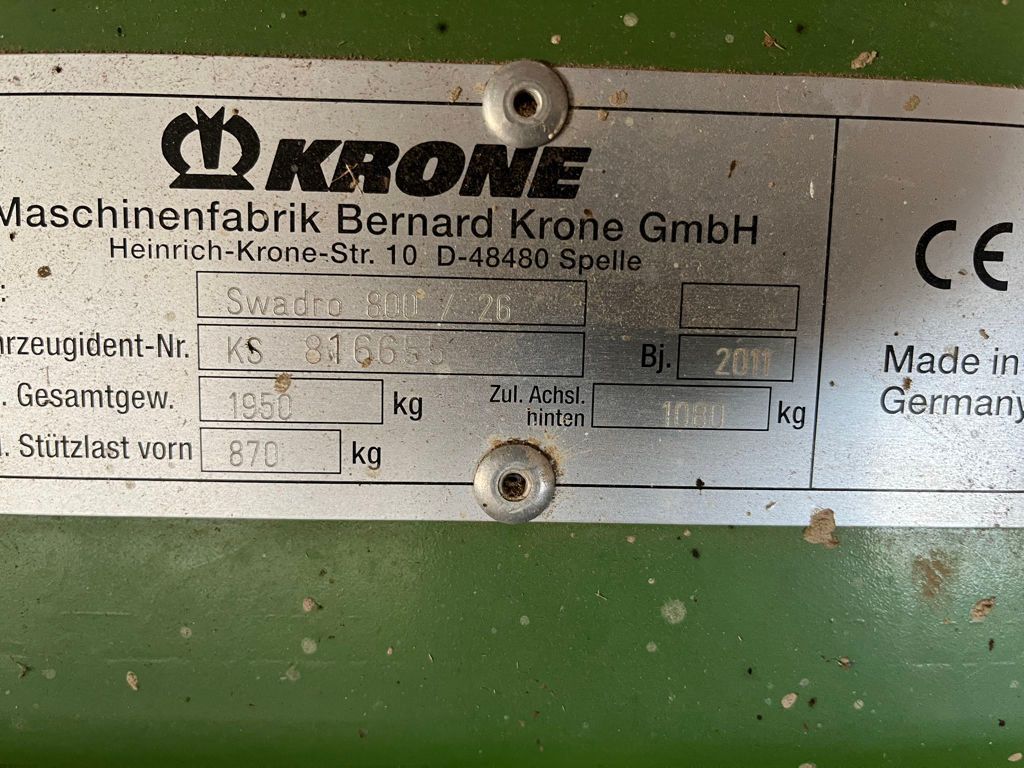 KRONE
Maschinenfabrik Bernard Krone GmbH
Heinrich-Krone-Str. 10 D-48480 Spelle
CE
: Swadro 800 / 26
rzeugident-Nr. KS 816655 Bj. 2011
. Gesamtgew. 1950 kg Zul. Achsl. hinten 1080 kg
. Stützlast vorn 870 kg
Made in
Germany